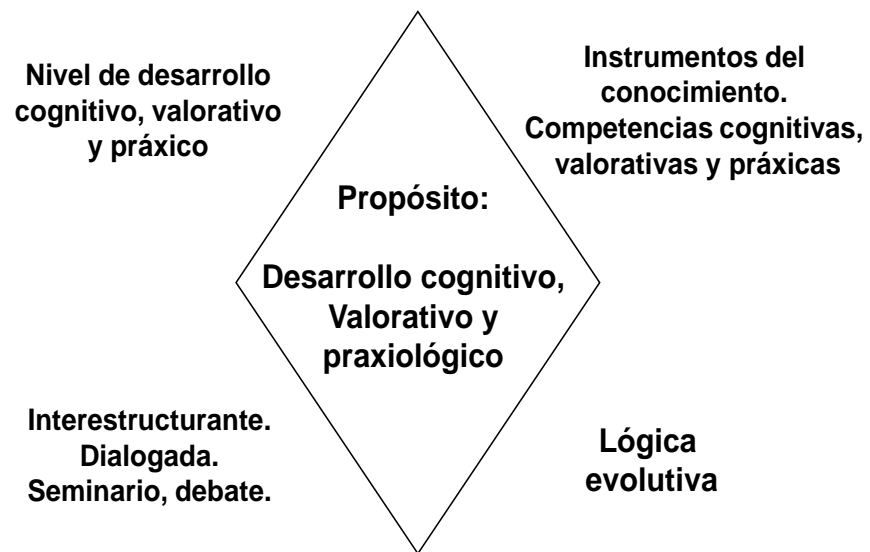 Nivel de desarrollo
cognitivo, valorativo
y práxico
Instrumentos del
conocimiento.
Competencias cognitivas,
valorativas y práxicas
Propósito:
Desarrollo cognitivo,
Valorativo y
praxiológico
Interestructurante.
Dialogada.
Seminario, debate.
Lógica
evolutiva